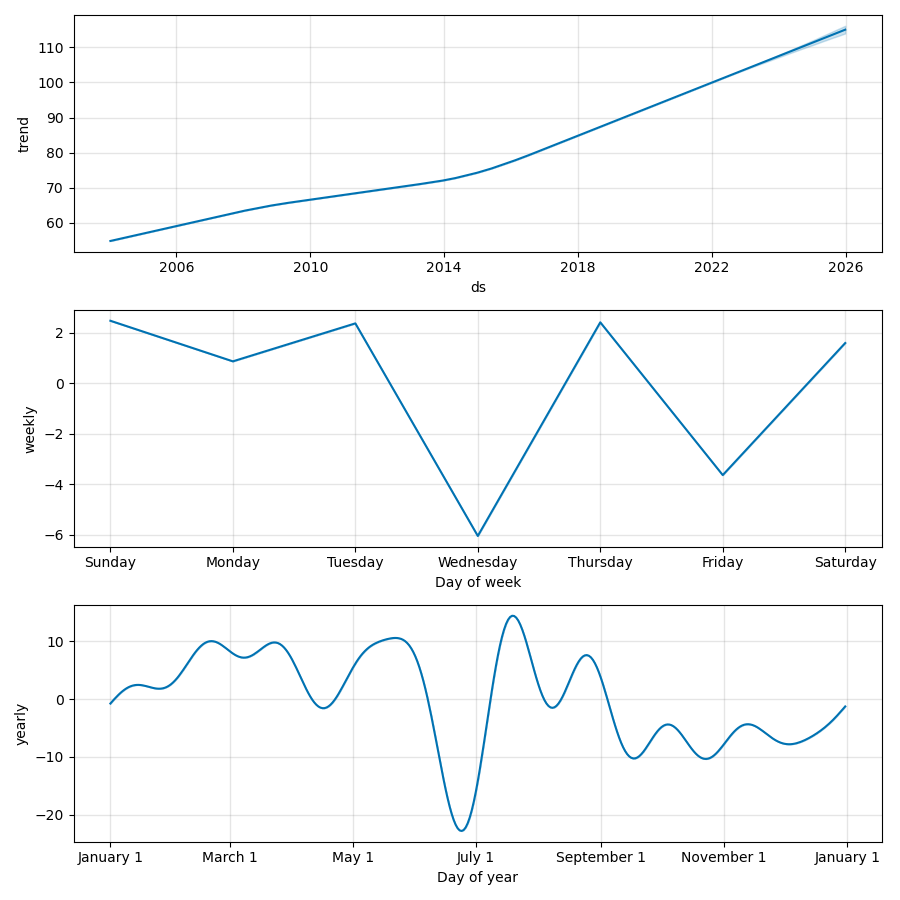 trend
110
100
90
80
70
60
2006 2010 2014 2018 2022 2026
ds
weekly
2
0
−2
−4
−6
Sunday Monday Tuesday Wednesday Thursday Friday Saturday
Day of week
yearly
10
0
−10
−20
January 1 March 1 May 1 July 1 September 1 November 1 January 1
Day of year